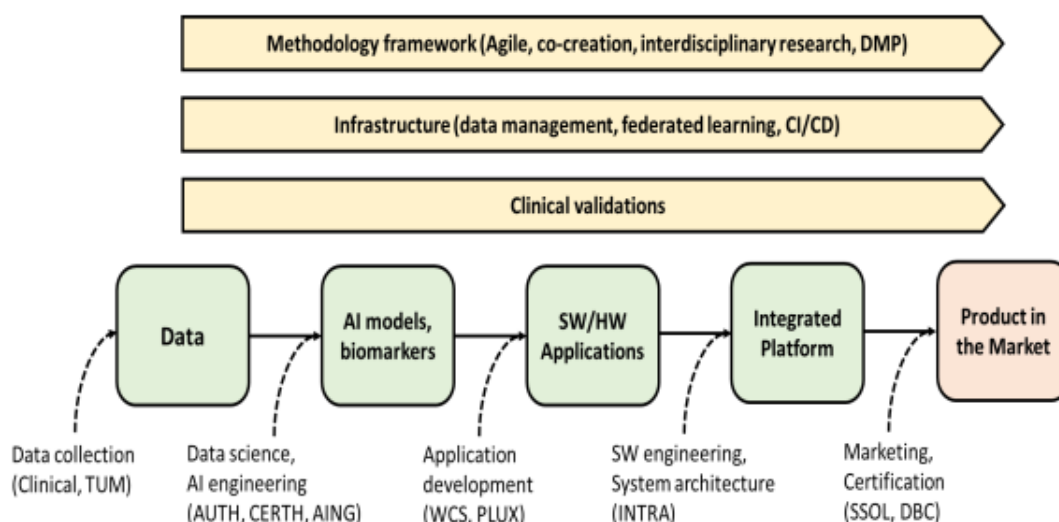 Methodology framework (Agile, co-creation, interdisciplinary research, DMP)
Infrastructure (data management, federated learning, CI/CD)
Clinical validations
Data
AI models,
biomarkers
SW/HW
Applications
Integrated
Platform
Product in
the Market
Data collection
(Clinical, TUM)
Data science,
AI engineering
(AUTH, CERTH, AING)
Application
development
(WCS, PLUX)
SW engineering,
System architecture
(INTRA)
Marketing,
Certification
(SSOL, DBC)